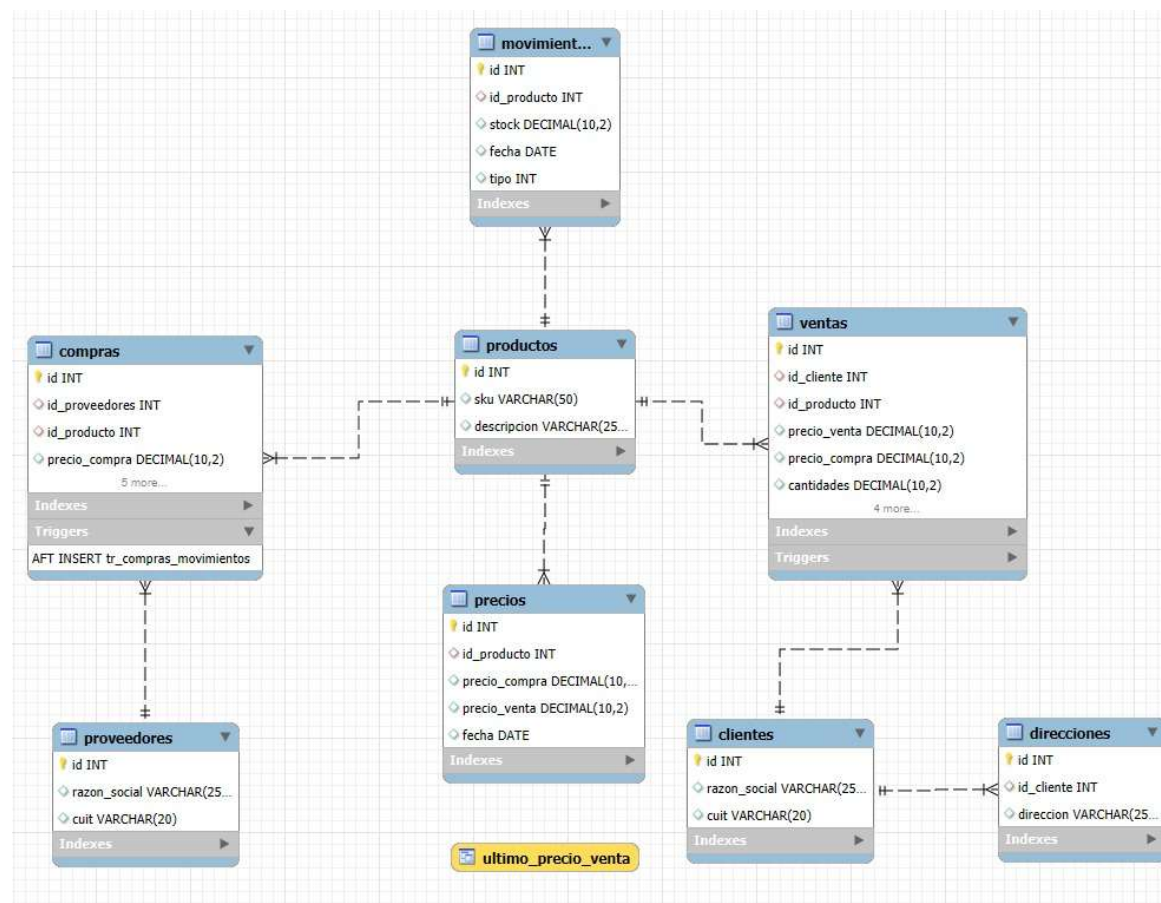 movimient...
id INT
id_producto INT
stock DECIMAL(10,2)
fecha DATE
tipo INT
Indexes
compras
id INT
id_proveedores INT
id_producto INT
precio_compra DECIMAL(10,2)
5 more...
Indexes
Triggers
AFT INSERT tr_compras_movimientos
productos
id INT
sku VARCHAR(50)
descripcion VARCHAR(25...
Indexes
ventas
id INT
id_cliente INT
id_producto INT
precio_venta DECIMAL(10,2)
precio_compra DECIMAL(10,2)
cantidades DECIMAL(10,2)
4 more...
Indexes
Triggers
precios
id INT
id_producto INT
precio_compra DECIMAL(10,...
precio_venta DECIMAL(10,2)
fecha DATE
Indexes
proveedores
id INT
razon_social VARCHAR(25...
cuit VARCHAR(20)
Indexes
clientes
id INT
razon_social VARCHAR(25...
cuit VARCHAR(20)
Indexes
direcciones
id INT
id_cliente INT
direccion VARCHAR(25...
Indexes
ultimo_precio_venta